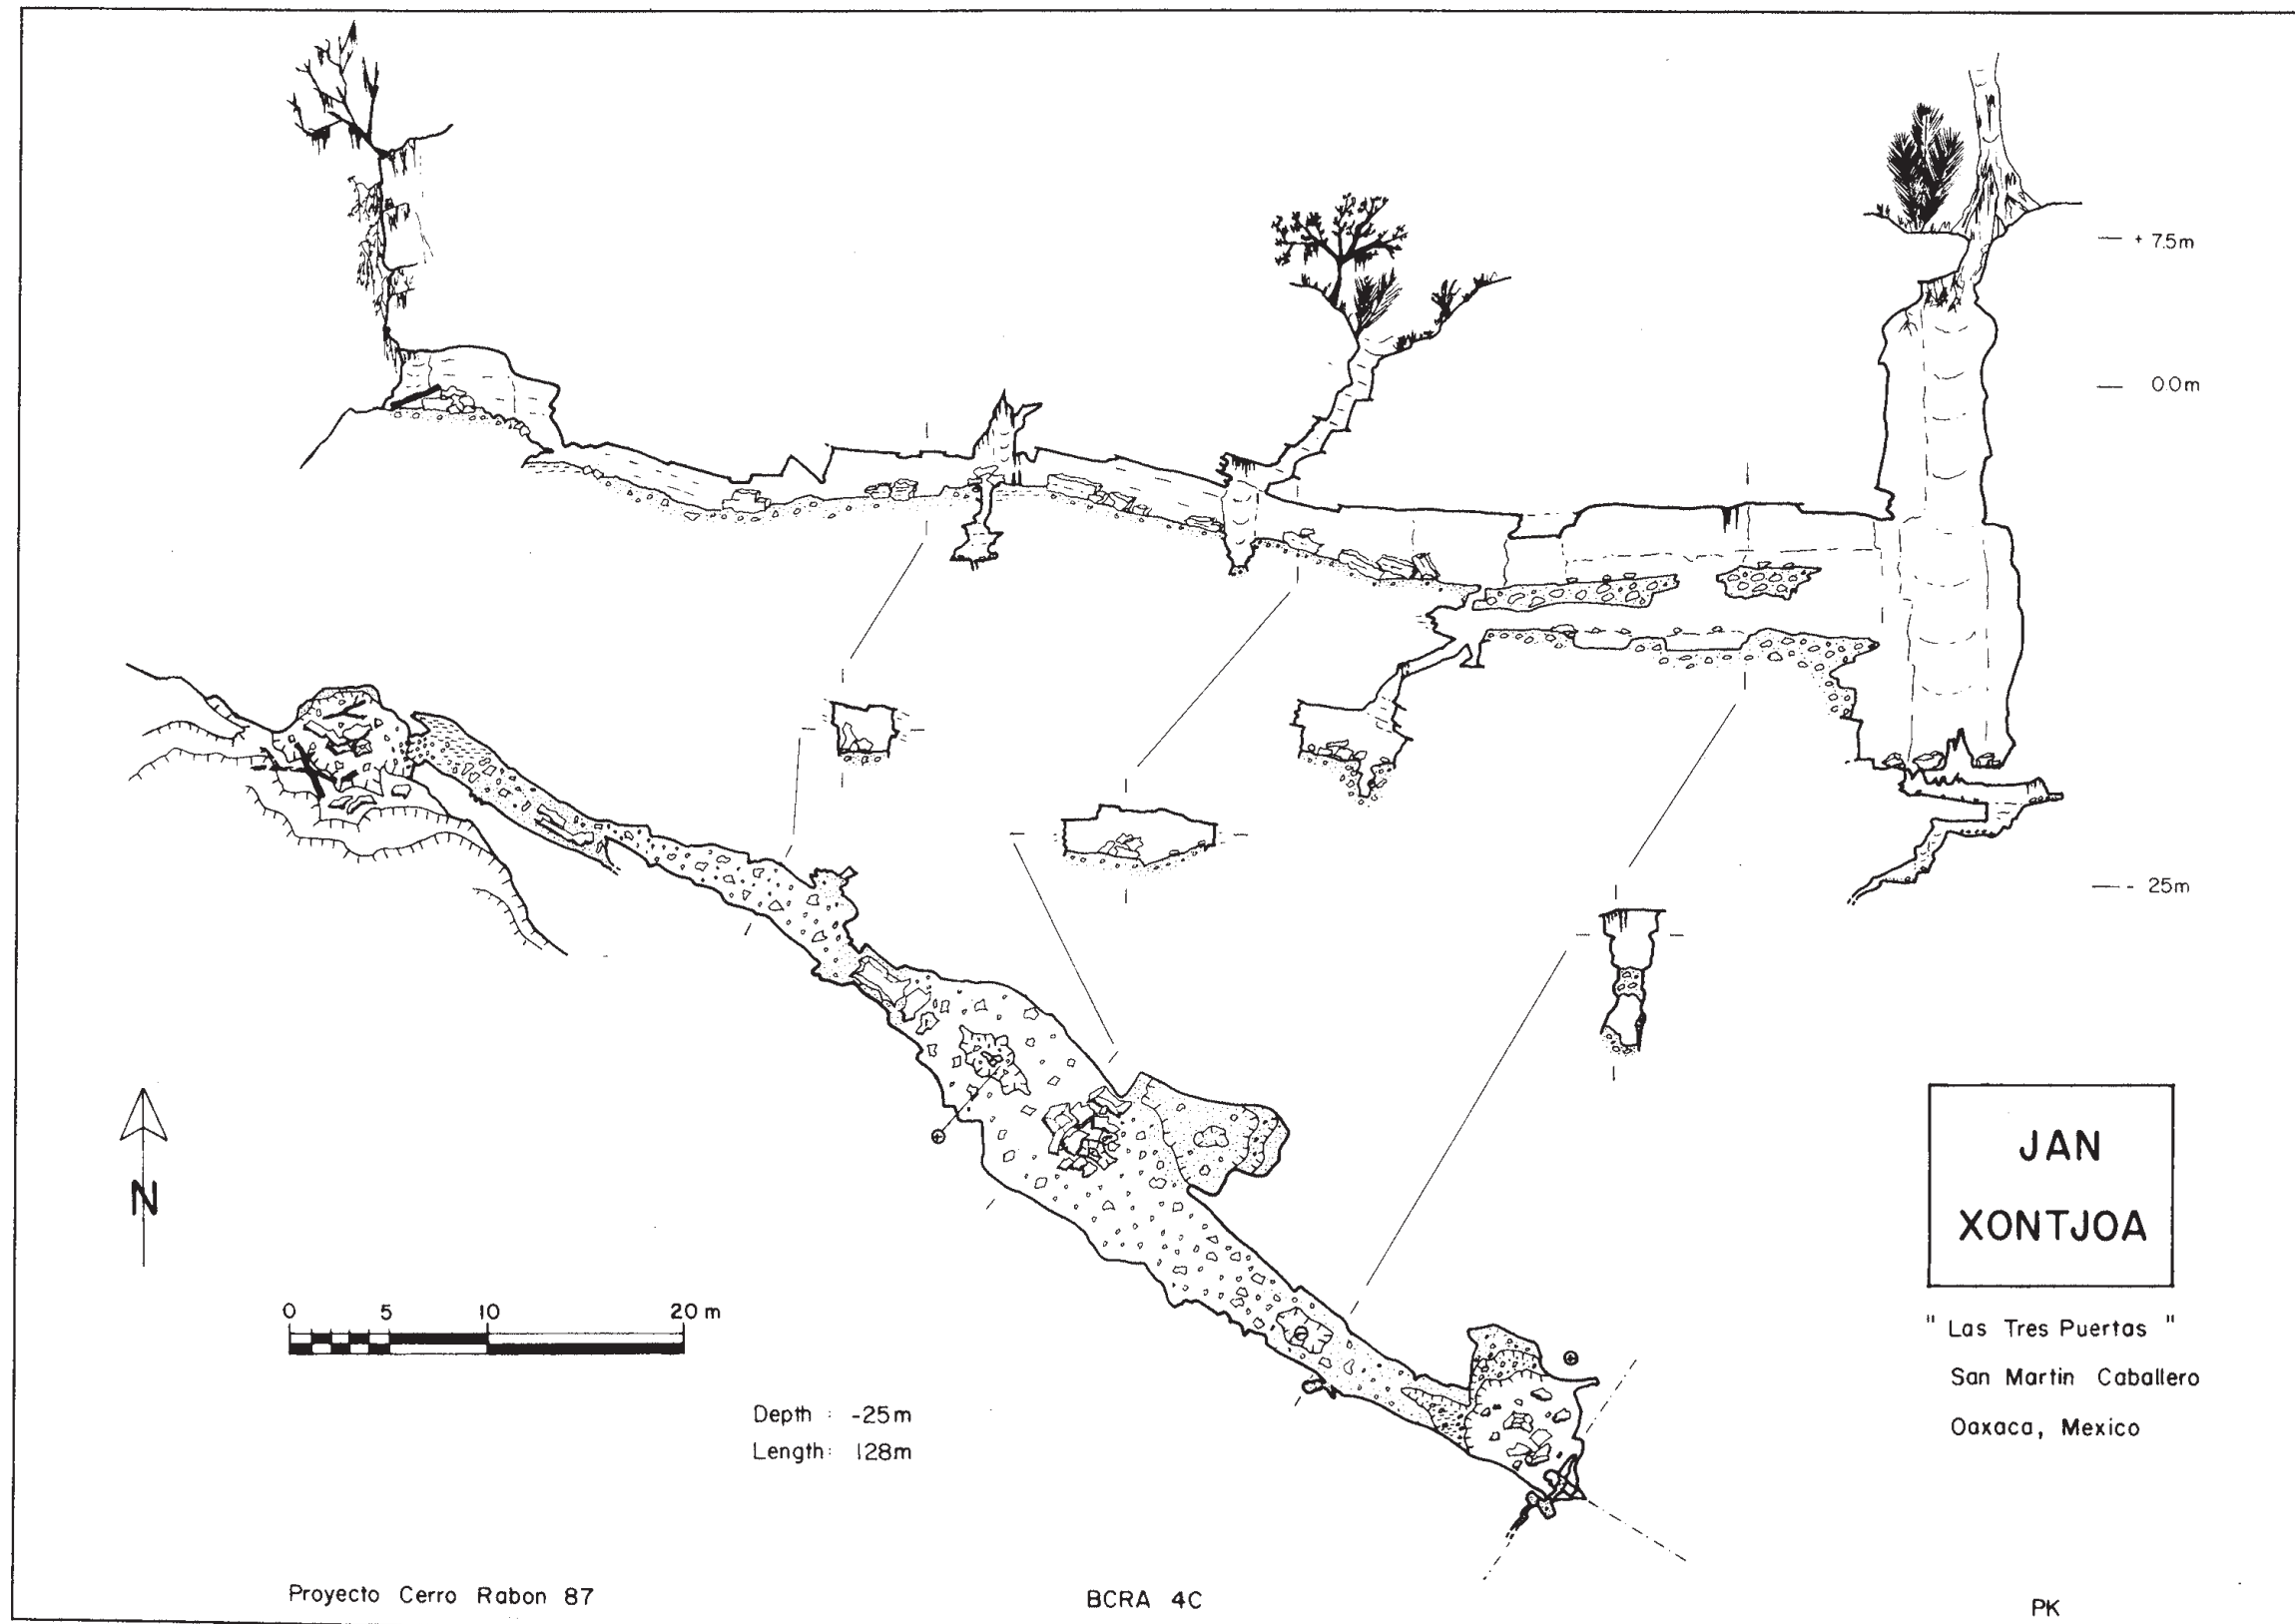 + 7.5m
0.0m
- 25m
N
0 5 10 20 m
Depth : -25m
Length: 128m
JAN
XONTJOA
" Las Tres Puertas "
San Martin Caballero
Oaxaca, Mexico
Proyecto Cerro Rabon 87
BCRA 4C
PK